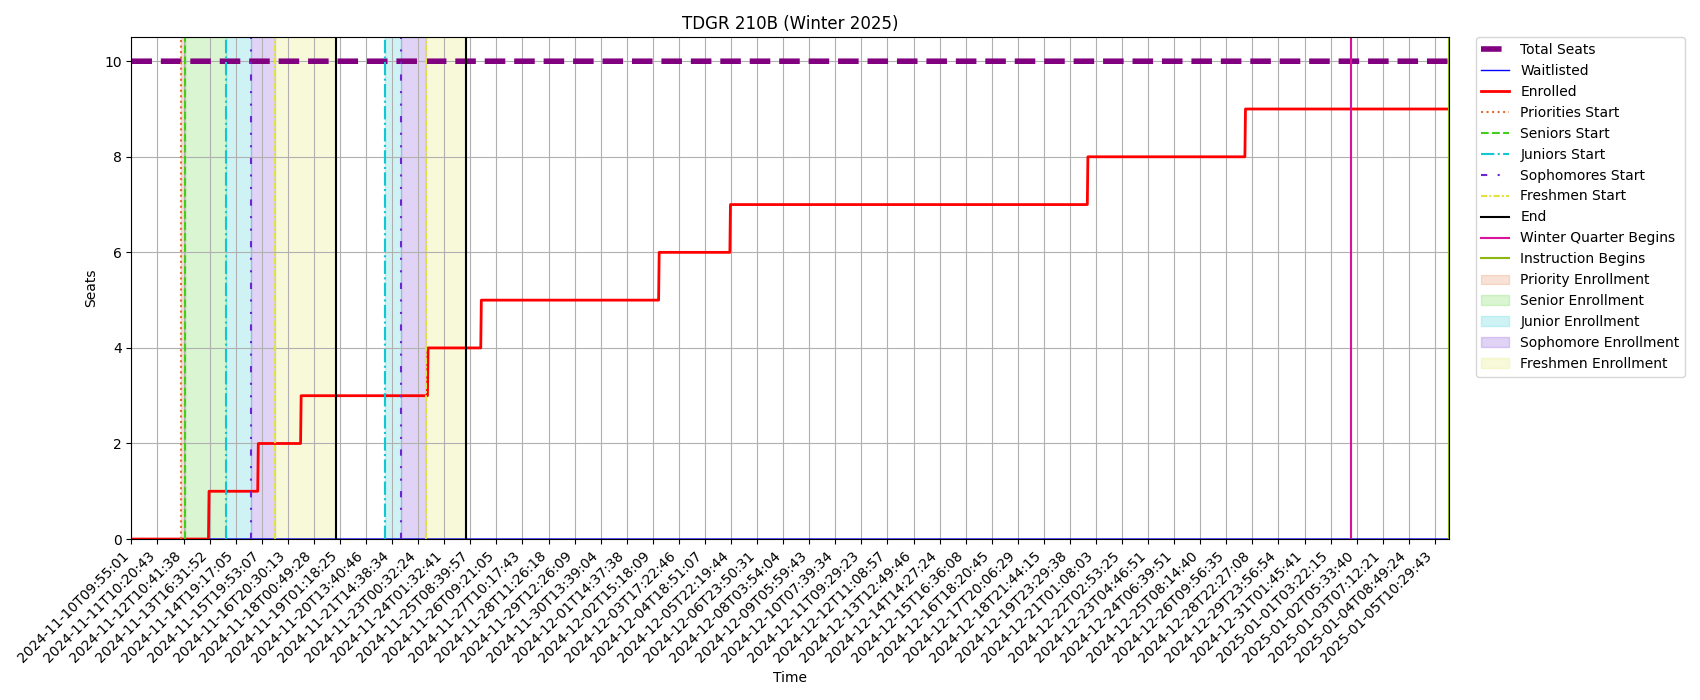 TDGR 210B (Winter 2025)
Seats
10
8
6
4
2
0
2024-11-10T09:55:01
2024-11-11T10:20:43
2024-11-12T10:41:38
2024-11-13T16:31:52
2024-11-14T19:17:05
2024-11-15T19:53:07
2024-11-16T20:30:13
2024-11-18T00:49:28
2024-11-19T01:18:25
2024-11-20T13:40:46
2024-11-21T14:38:34
2024-11-23T00:32:24
2024-11-24T01:32:41
2024-11-25T08:39:57
2024-11-26T09:21:05
2024-11-27T10:17:43
2024-11-28T11:26:18
2024-11-29T12:26:09
2024-11-30T13:39:04
2024-12-01T14:37:38
2024-12-02T15:18:09
2024-12-03T17:22:46
2024-12-04T18:51:07
2024-12-05T22:19:44
2024-12-06T23:50:31
2024-12-08T03:54:04
2024-12-09T05:59:43
2024-12-10T07:39:34
2024-12-11T09:29:23
2024-12-12T11:08:57
2024-12-13T12:49:46
2024-12-14T14:27:24
2024-12-15T16:36:08
2024-12-16T18:20:45
2024-12-17T20:06:29
2024-12-18T21:44:15
2024-12-19T23:29:38
2024-12-21T01:08:03
2024-12-22T02:53:25
2024-12-23T04:46:51
2024-12-24T06:39:51
2024-12-25T08:14:40
2024-12-26T09:56:35
2024-12-28T22:27:08
2024-12-29T23:56:54
2024-12-31T01:45:41
2025-01-01T03:22:15
2025-01-02T05:33:40
2025-01-03T07:12:21
2025-01-04T08:49:24
2025-01-05T10:29:43
Time
Total Seats
Waitlisted
Enrolled
Priorities Start
Seniors Start
Juniors Start
Sophomores Start
Freshmen Start
End
Winter Quarter Begins
Instruction Begins
Priority Enrollment
Senior Enrollment
Junior Enrollment
Sophomore Enrollment
Freshmen Enrollment